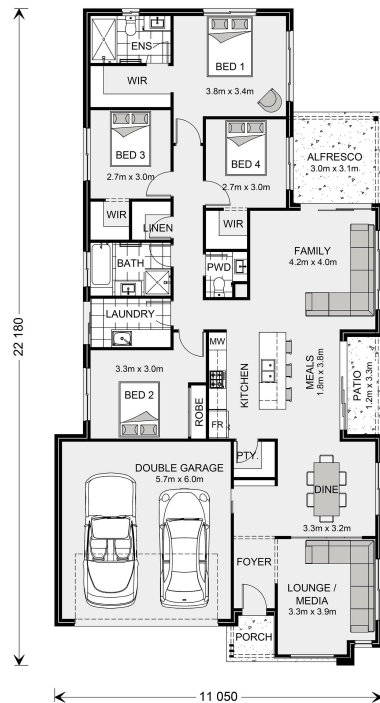 ENS
WIR
BED 1
3.8m x 3.4m
BED 3
2.7m x 3.0m
BED 4
2.7m x 3.0m
ALFRESCO
3.0m x 3.1m
WIR
LINEN
WIR
BATH
PWD
FAMILY
4.2m x 4.0m
LAUNDRY
3.3m x 3.0m
BED 2
ROBE
MW
FR
KITCHEN
MEALS
1.8m x 3.8m
PATIO
1.2m x 3.3m
PTY.
DOUBLE GARAGE
5.7m x 6.0m
DINE
3.3m x 3.2m
FOYER
LOUNGE /
MEDIA
3.3m x 3.9m
PORCH
22 180
11 050